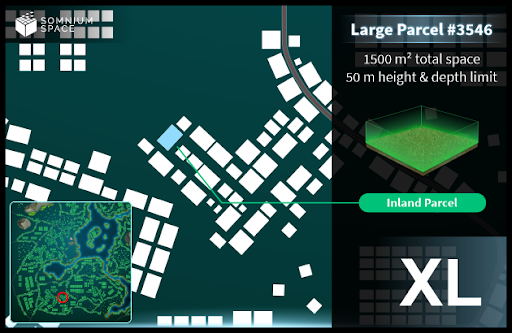 SOMNIUM
SPACE
Large Parcel #3546
1500 m² total space
50 m height & depth limit
Inland Parcel
XL